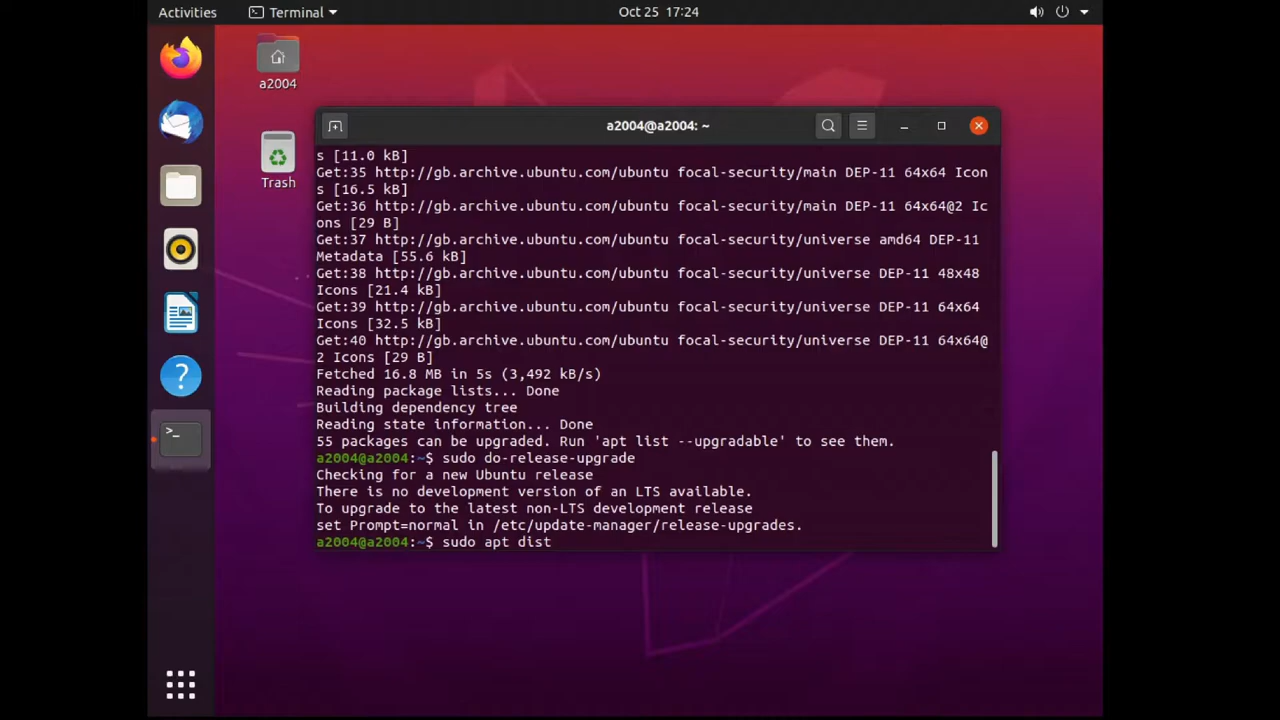 Activities
Terminal
Oct 25 17:24
a2004
Trash
a2004@a2004: ~
s [11.0 kB]
Get:35 http://gb.archive.ubuntu.com/ubuntu focal-security/main DEP-11 64x64 Icon
s [16.5 kB]
Get:36 http://gb.archive.ubuntu.com/ubuntu focal-security/main DEP-11 64x64@2 Ic
ons [29 B]
Get:37 http://gb.archive.ubuntu.com/ubuntu focal-security/universe amd64 DEP-11
Metadata [55.6 kB]
Get:38 http://gb.archive.ubuntu.com/ubuntu focal-security/universe DEP-11 48x48
Icons [21.4 kB]
Get:39 http://gb.archive.ubuntu.com/ubuntu focal-security/universe DEP-11 64x64
Icons [32.5 kB]
Get:40 http://gb.archive.ubuntu.com/ubuntu focal-security/universe DEP-11 64x64@
2 Icons [29 B]
Fetched 16.8 MB in 5s (3,492 kB/s)
Reading package lists... Done
Building dependency tree
Reading state information... Done
55 packages can be upgraded. Run 'apt list --upgradable' to see them.
a2004@a2004:~$ sudo do-release-upgrade
Checking for a new Ubuntu release
There is no development version of an LTS available.
To upgrade to the latest non-LTS development release
set Prompt=normal in /etc/update-manager/release-upgrades.
a2004@a2004:~$ sudo apt dist